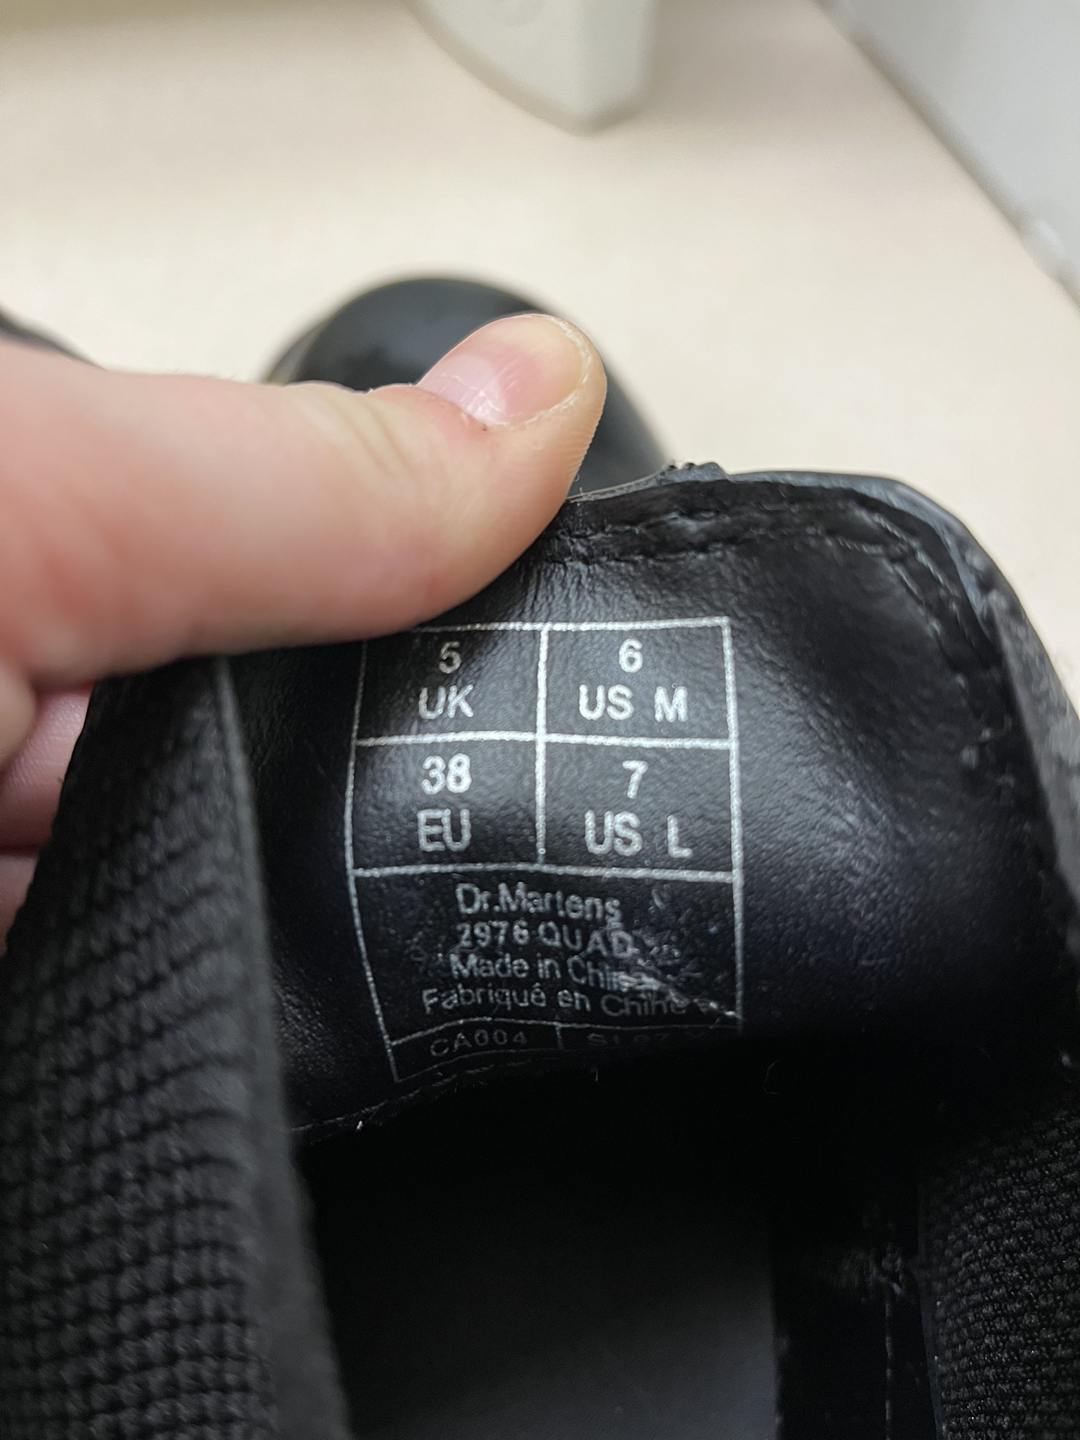 5 6
UK US M
38 7
EU US L
Dr.Martens
2976 QUAD
Made in China
Fabriqué en Chine
CA004